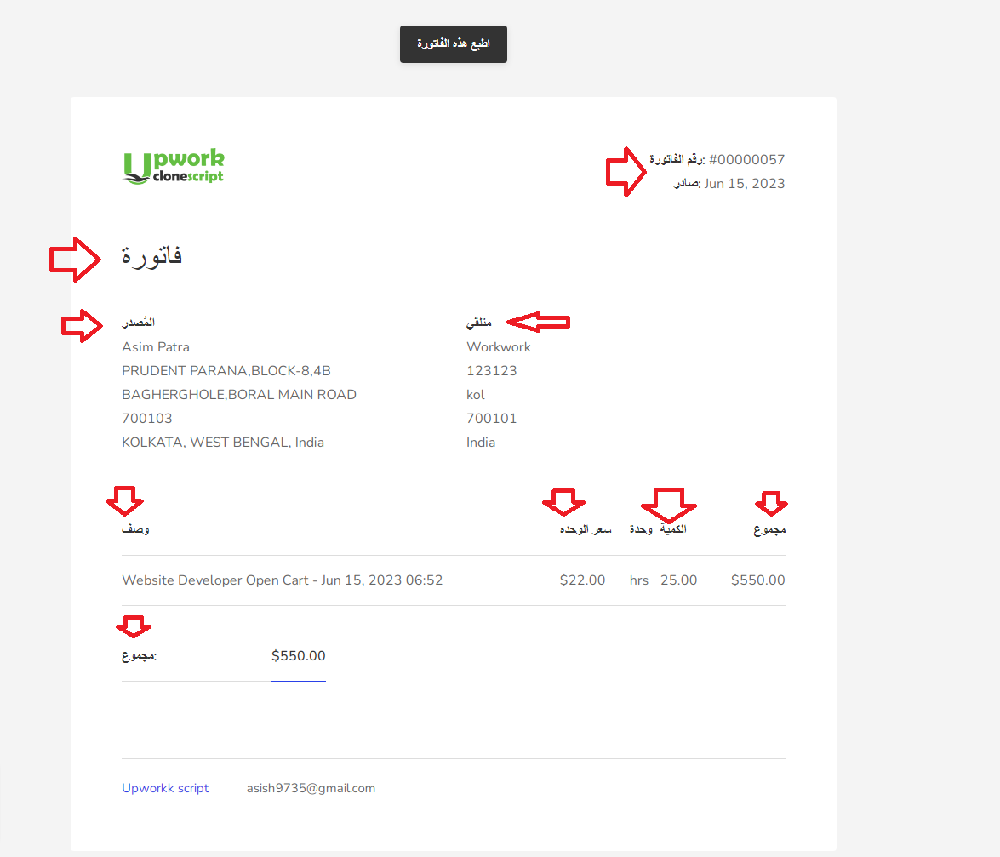 اطبع هذه الفاتورة
Upwork
clonescript
رقم الفاتورة: #00000057
صادر: Jun 15, 2023
فاتورة
المُصدر
متلقي
Asim Patra
Workwork
PRUDENT PARANA,BLOCK-8,4B
123123
BAGHERGHOLE,BORAL MAIN ROAD
kol
700103
700101
KOLKATA, WEST BENGAL, India
India
وصف سعر الوحده وحدة الكمية مجموع
Website Developer Open Cart - Jun 15, 2023 06:52 $22.00 hrs 25.00 $550.00
مجموع: $550.00
Upworkk script | asish9735@gmail.com